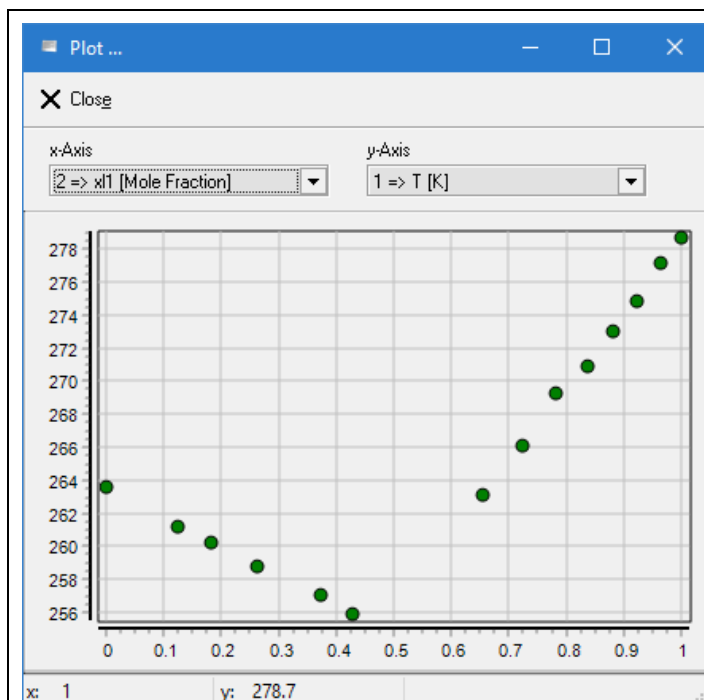 Plot ...
Close
x-Axis
y-Axis
2 => xl1 [Mole Fraction]
1 => T [K]
278
276
274
272
270
268
266
264
262
260
258
256
0 0.1 0.2 0.3 0.4 0.5 0.6 0.7 0.8 0.9 1
x: 1 y: 278.7